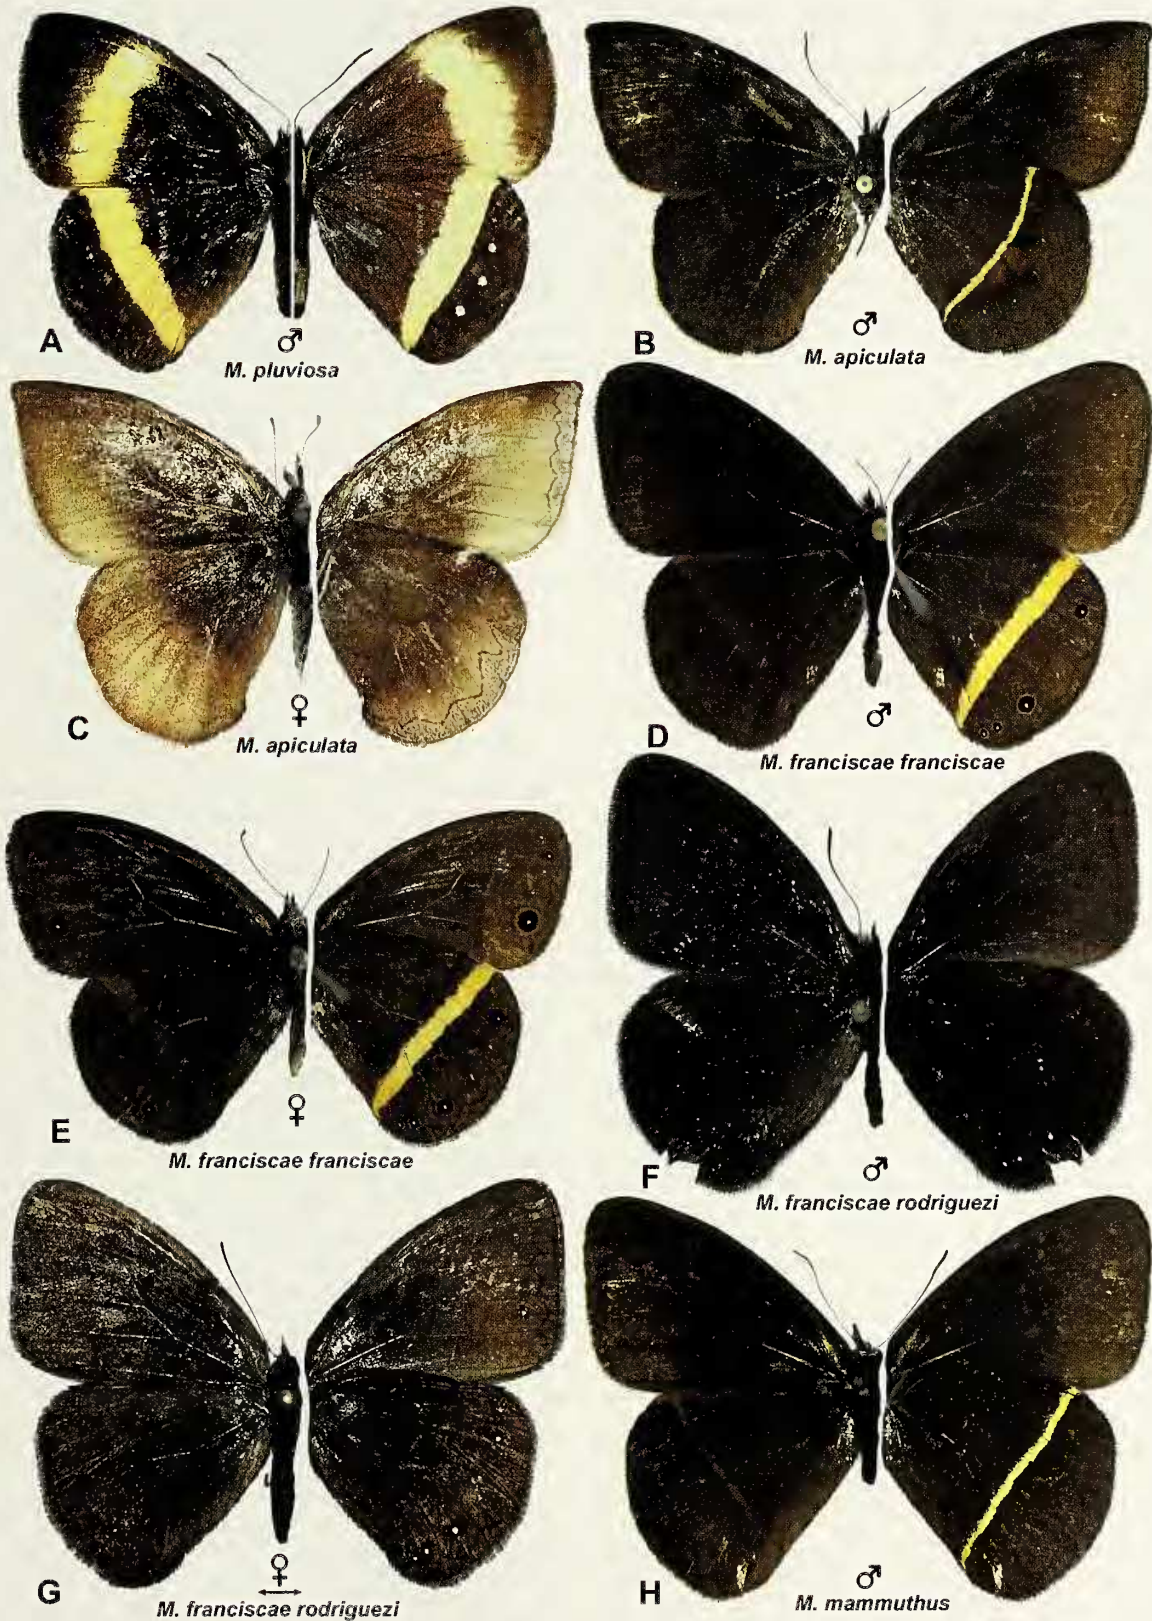 A
♂
M. pluviosa
B
♂
M. apiculata
C
♀
M. apiculata
D
♂
M. franciscae franciscae
E
♀
M. franciscae franciscae
F
♂
M. franciscae rodriguezi
G
♀
M. franciscae rodriguezi
H
♂
M. mammuthus